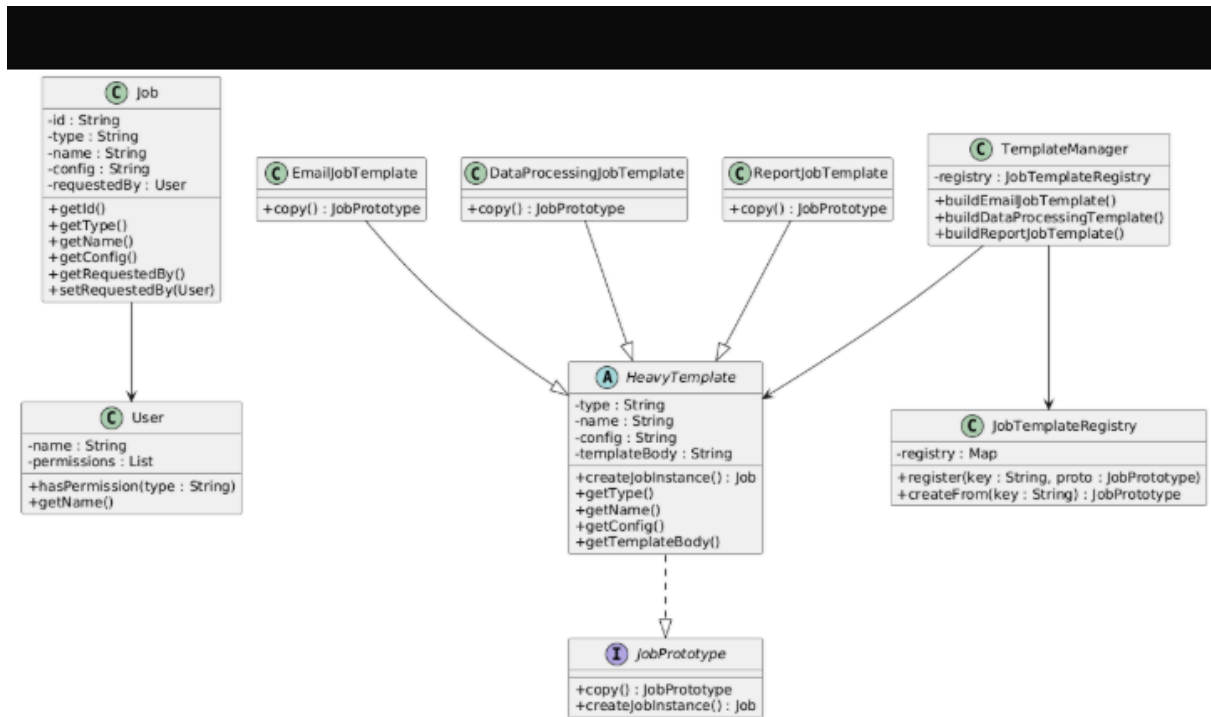 C Job
-id : String
-type : String
-name : String
-config : String
-requestedBy : User
+getId()
+getType()
+getName()
+getConfig()
+getRequestedBy()
+setRequestedBy(User)
C EmailJobTemplate
+copy() : JobPrototype
C DataProcessingJobTemplate
+copy() : JobPrototype
C ReportJobTemplate
+copy() : JobPrototype
C TemplateManager
-registry : JobTemplateRegistry
+buildEmailJobTemplate()
+buildDataProcessingTemplate()
+buildReportJobTemplate()
C User
-name : String
-permissions : List
+hasPermission(type : String)
+getName()
A HeavyTemplate
-type : String
-name : String
-config : String
-templateBody : String
+createJobInstance() : Job
+getType()
+getName()
+getConfig()
+getTemplateBody()
C JobTemplateRegistry
-registry : Map
+register(key : String, proto : JobPrototype)
+createFrom(key : String) : JobPrototype
I JobPrototype
+copy() : JobPrototype
+createJobInstance() : Job